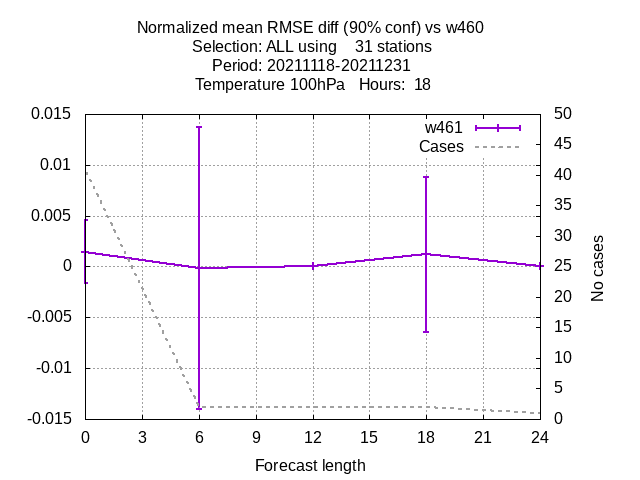 Normalized mean RMSE diff (90% conf) vs w460
Selection: ALL using    31 stations
Period: 20211118-20211231
Temperature 100hPa   Hours:  18
0.015
0.01
0.005
0
-0.005
-0.01
-0.015
w461
Cases
50
45
40
35
30
25
20
15
10
5
0
No cases
0 3 6 9 12 15 18 21 24
Forecast length